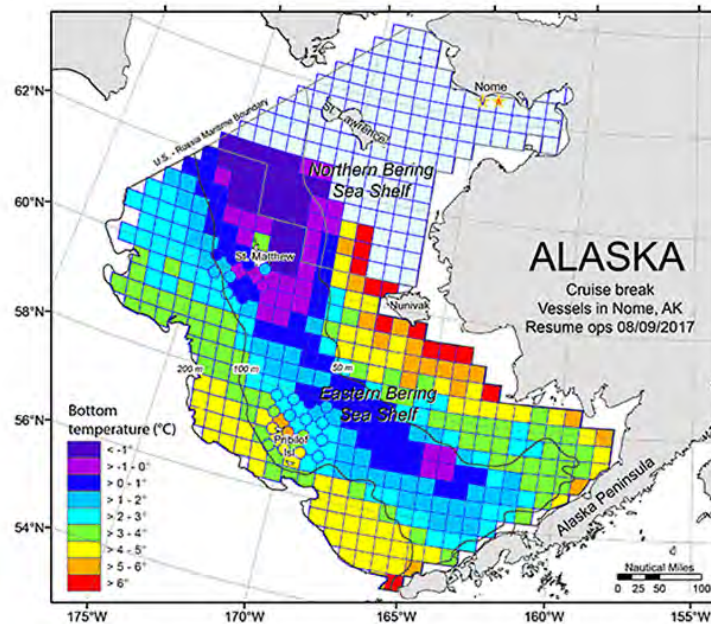 62°N
60°N
58°N
56°N
54°N
175°W
170°W
165°W
160°W
155°W
Nome
St. Lawrence
U.S. - Russia Maritime Boundary
Northern Bering
Sea Shelf
St. Matthew
Nunivak
ALASKA
Cruise break
Vessels in Nome, AK
Resume ops 08/09/2017
200 m
100 m
50 m
Eastern Bering
Sea Shelf
Pribilof
Isl
Alaska Peninsula
Bottom
temperature (°C)
< -1°
> -1 - 0°
> 0 - 1°
> 1 - 2°
> 2 - 3°
> 3 - 4°
> 4 - 5°
> 5 - 6°
> 6°
Nautical Miles
0 25 50 100